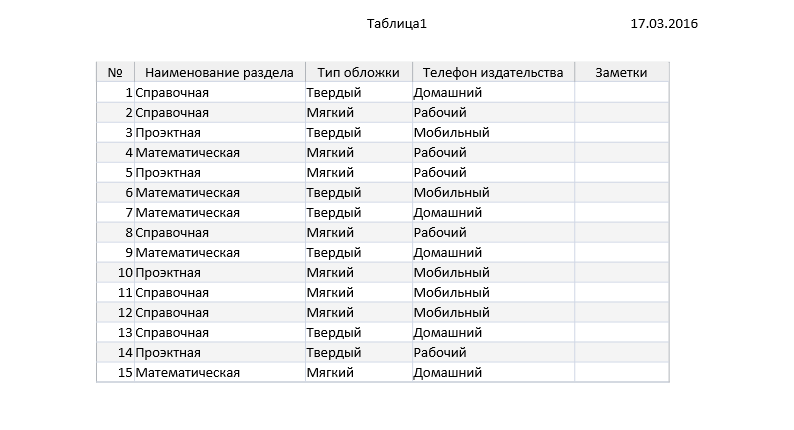 Таблица1 17.03.2016
№ Наименование раздела Тип обложки Телефон издательства Заметки
1 Справочная Твердый Домашний
2 Справочная Мягкий Рабочий
3 Проэктная Твердый Мобильный
4 Математическая Мягкий Рабочий
5 Проэктная Мягкий Рабочий
6 Математическая Твердый Мобильный
7 Математическая Твердый Домашний
8 Справочная Мягкий Рабочий
9 Математическая Твердый Домашний
10 Проэктная Мягкий Мобильный
11 Справочная Мягкий Мобильный
12 Справочная Мягкий Мобильный
13 Справочная Твердый Домашний
14 Проэктная Твердый Рабочий
15 Математическая Мягкий Домашний